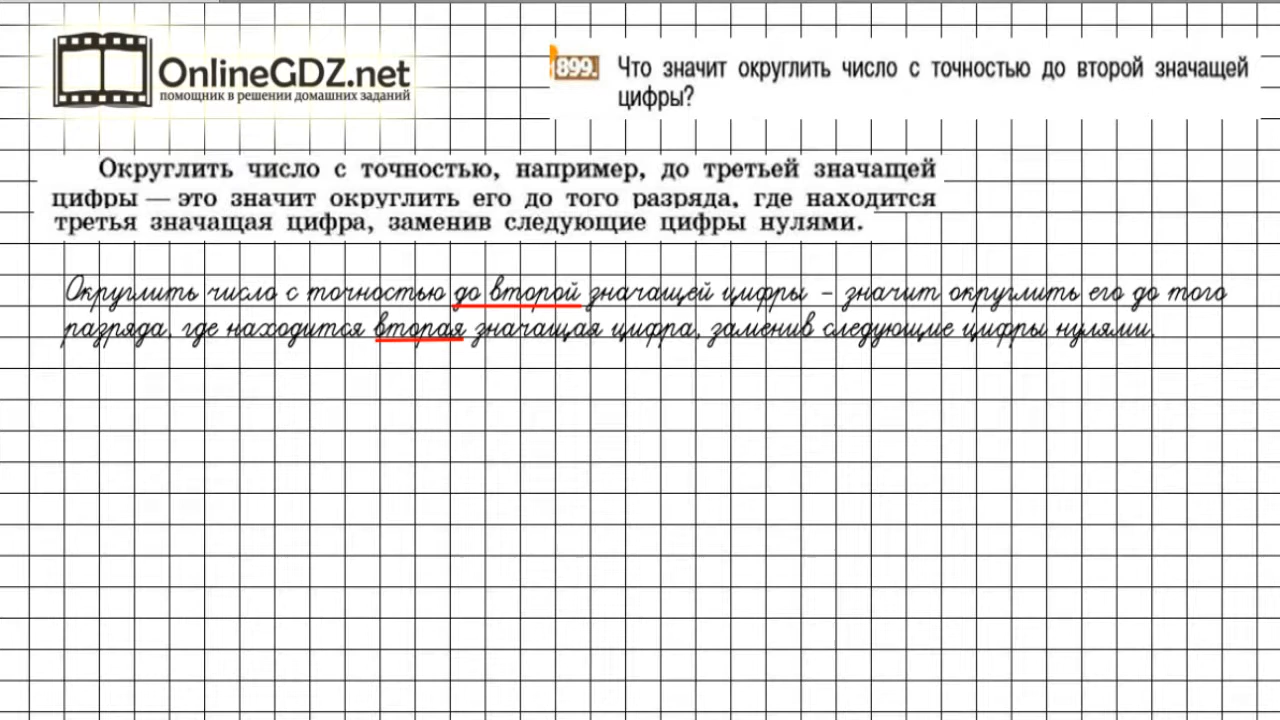 OnlineGDZ.net
помощник в решении домашних заданий
899. Что значит округлить число с точностью до второй значащей
цифры?
Округлить число с точностью, например, до третьей значащей
цифры — это значит округлить его до того разряда, где находится
третья значащая цифра, заменив следующие цифры нулями.
Округлить число с точностью до второй значащей цифры - значит округлить его до того
разряда, где находится вторая значащая цифра, заменив следующие цифры нулями.